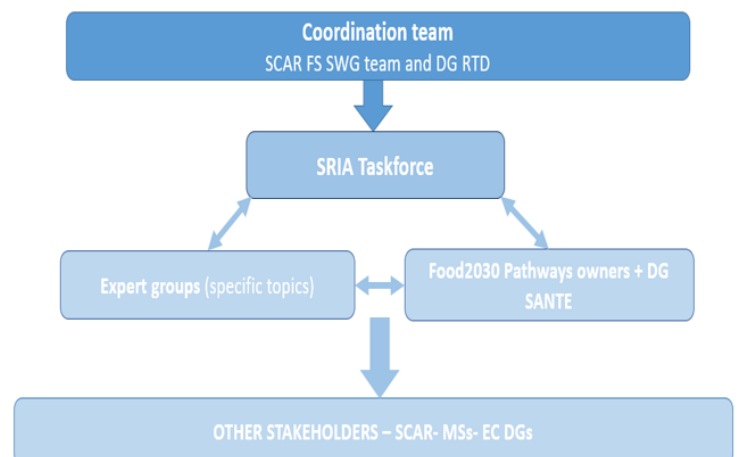 Coordination team
SCAR FS SWG team and DG RTD
SRIA Taskforce
Expert groups (specific topics)
Food2030 Pathways owners + DG
SANTE
OTHER STAKEHOLDERS – SCAR- MSs- EC DGs